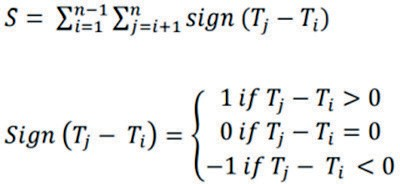 S = ∑_{i=1}^{n−1} ∑_{j=i+1}^{n} sign (T_j − T_i)
Sign (T_j − T_i) = {
1 if T_j − T_i > 0
0 if T_j − T_i = 0
−1 if T_j − T_i < 0